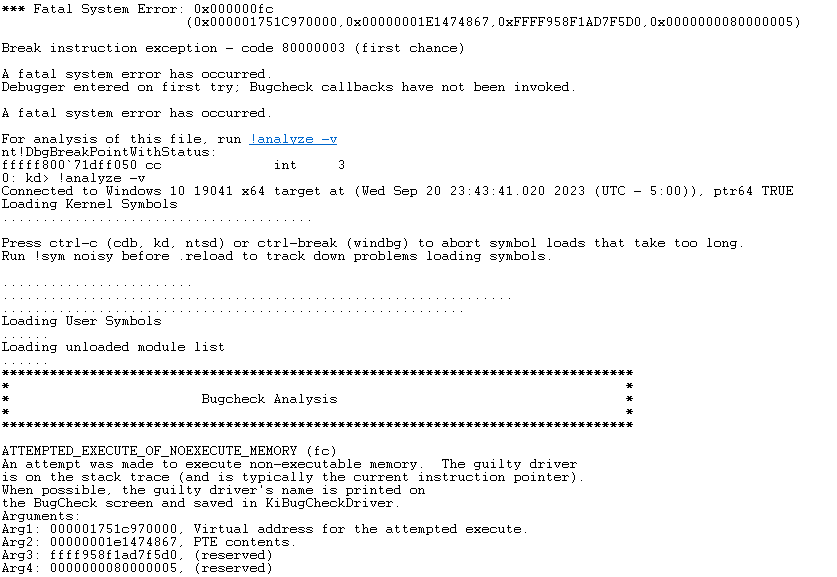 *** Fatal System Error: 0x000000fc
(0x000001751C970000,0x00000001E1474867,0xFFFF958F1AD7F5D0,0x0000000080000005)
Break instruction exception - code 80000003 (first chance)
A fatal system error has occurred.
Debugger entered on first try; Bugcheck callbacks have not been invoked.
A fatal system error has occurred.
For analysis of this file, run !analyze -v
nt!DbgBreakPointWithStatus:
fffff800`71dff050 cc              int     3
0: kd> !analyze -v
Connected to Windows 10 19041 x64 target at (Wed Sep 20 23:43:41.020 2023 (UTC - 5:00)), ptr64 TRUE
Loading Kernel Symbols
.......................................
Press ctrl-c (cdb, kd, ntsd) or ctrl-break (windbg) to abort symbol loads that take too long.
Run !sym noisy before .reload to track down problems loading symbols.
........................
................................................................
..........................................................
Loading User Symbols
......
Loading unloaded module list
......
*******************************************************************************
*                                                                             *
*                        Bugcheck Analysis                                    *
*                                                                             *
*******************************************************************************
ATTEMPTED_EXECUTE_OF_NOEXECUTE_MEMORY (fc)
An attempt was made to execute non-executable memory.  The guilty driver
is on the stack trace (and is typically the current instruction pointer).
When possible, the guilty driver's name is printed on
the BugCheck screen and saved in KiBugCheckDriver.
Arguments:
Arg1: 000001751c970000, Virtual address for the attempted execute.
Arg2: 00000001e1474867, PTE contents.
Arg3: ffff958f1ad7f5d0, (reserved)
Arg4: 0000000080000005, (reserved)